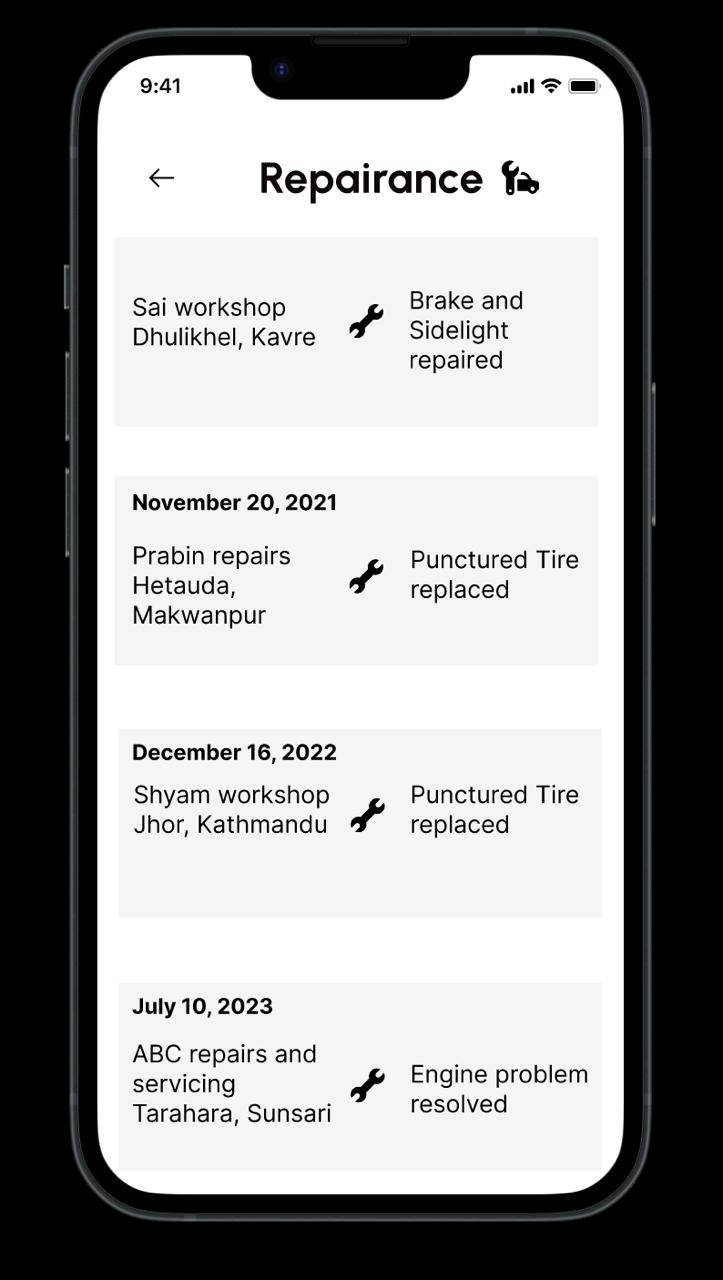 9:41
Repairance
Sai workshop
Dhulikhel, Kavre
Brake and
Sidelight
repaired
November 20, 2021
Prabin repairs
Hetauda,
Makwanpur
Punctured Tire
replaced
December 16, 2022
Shyam workshop
Jhor, Kathmandu
Punctured Tire
replaced
July 10, 2023
ABC repairs and
servicing
Tarahara, Sunsari
Engine problem
resolved